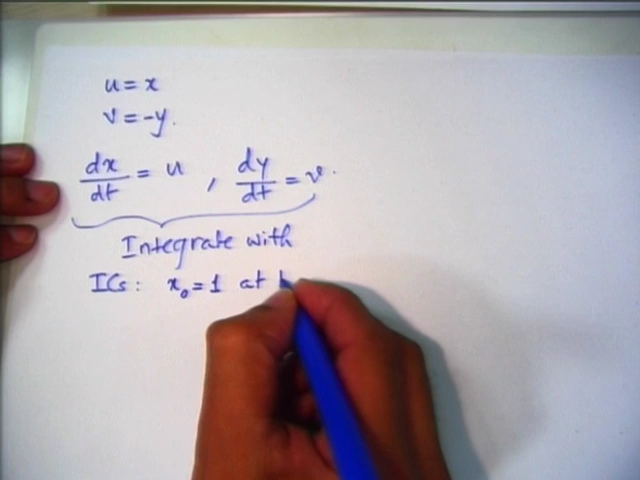 u = x
v = -y.
dx/dt = u , dy/dt = v.
Integrate with
ICs: x₀ = 1 at